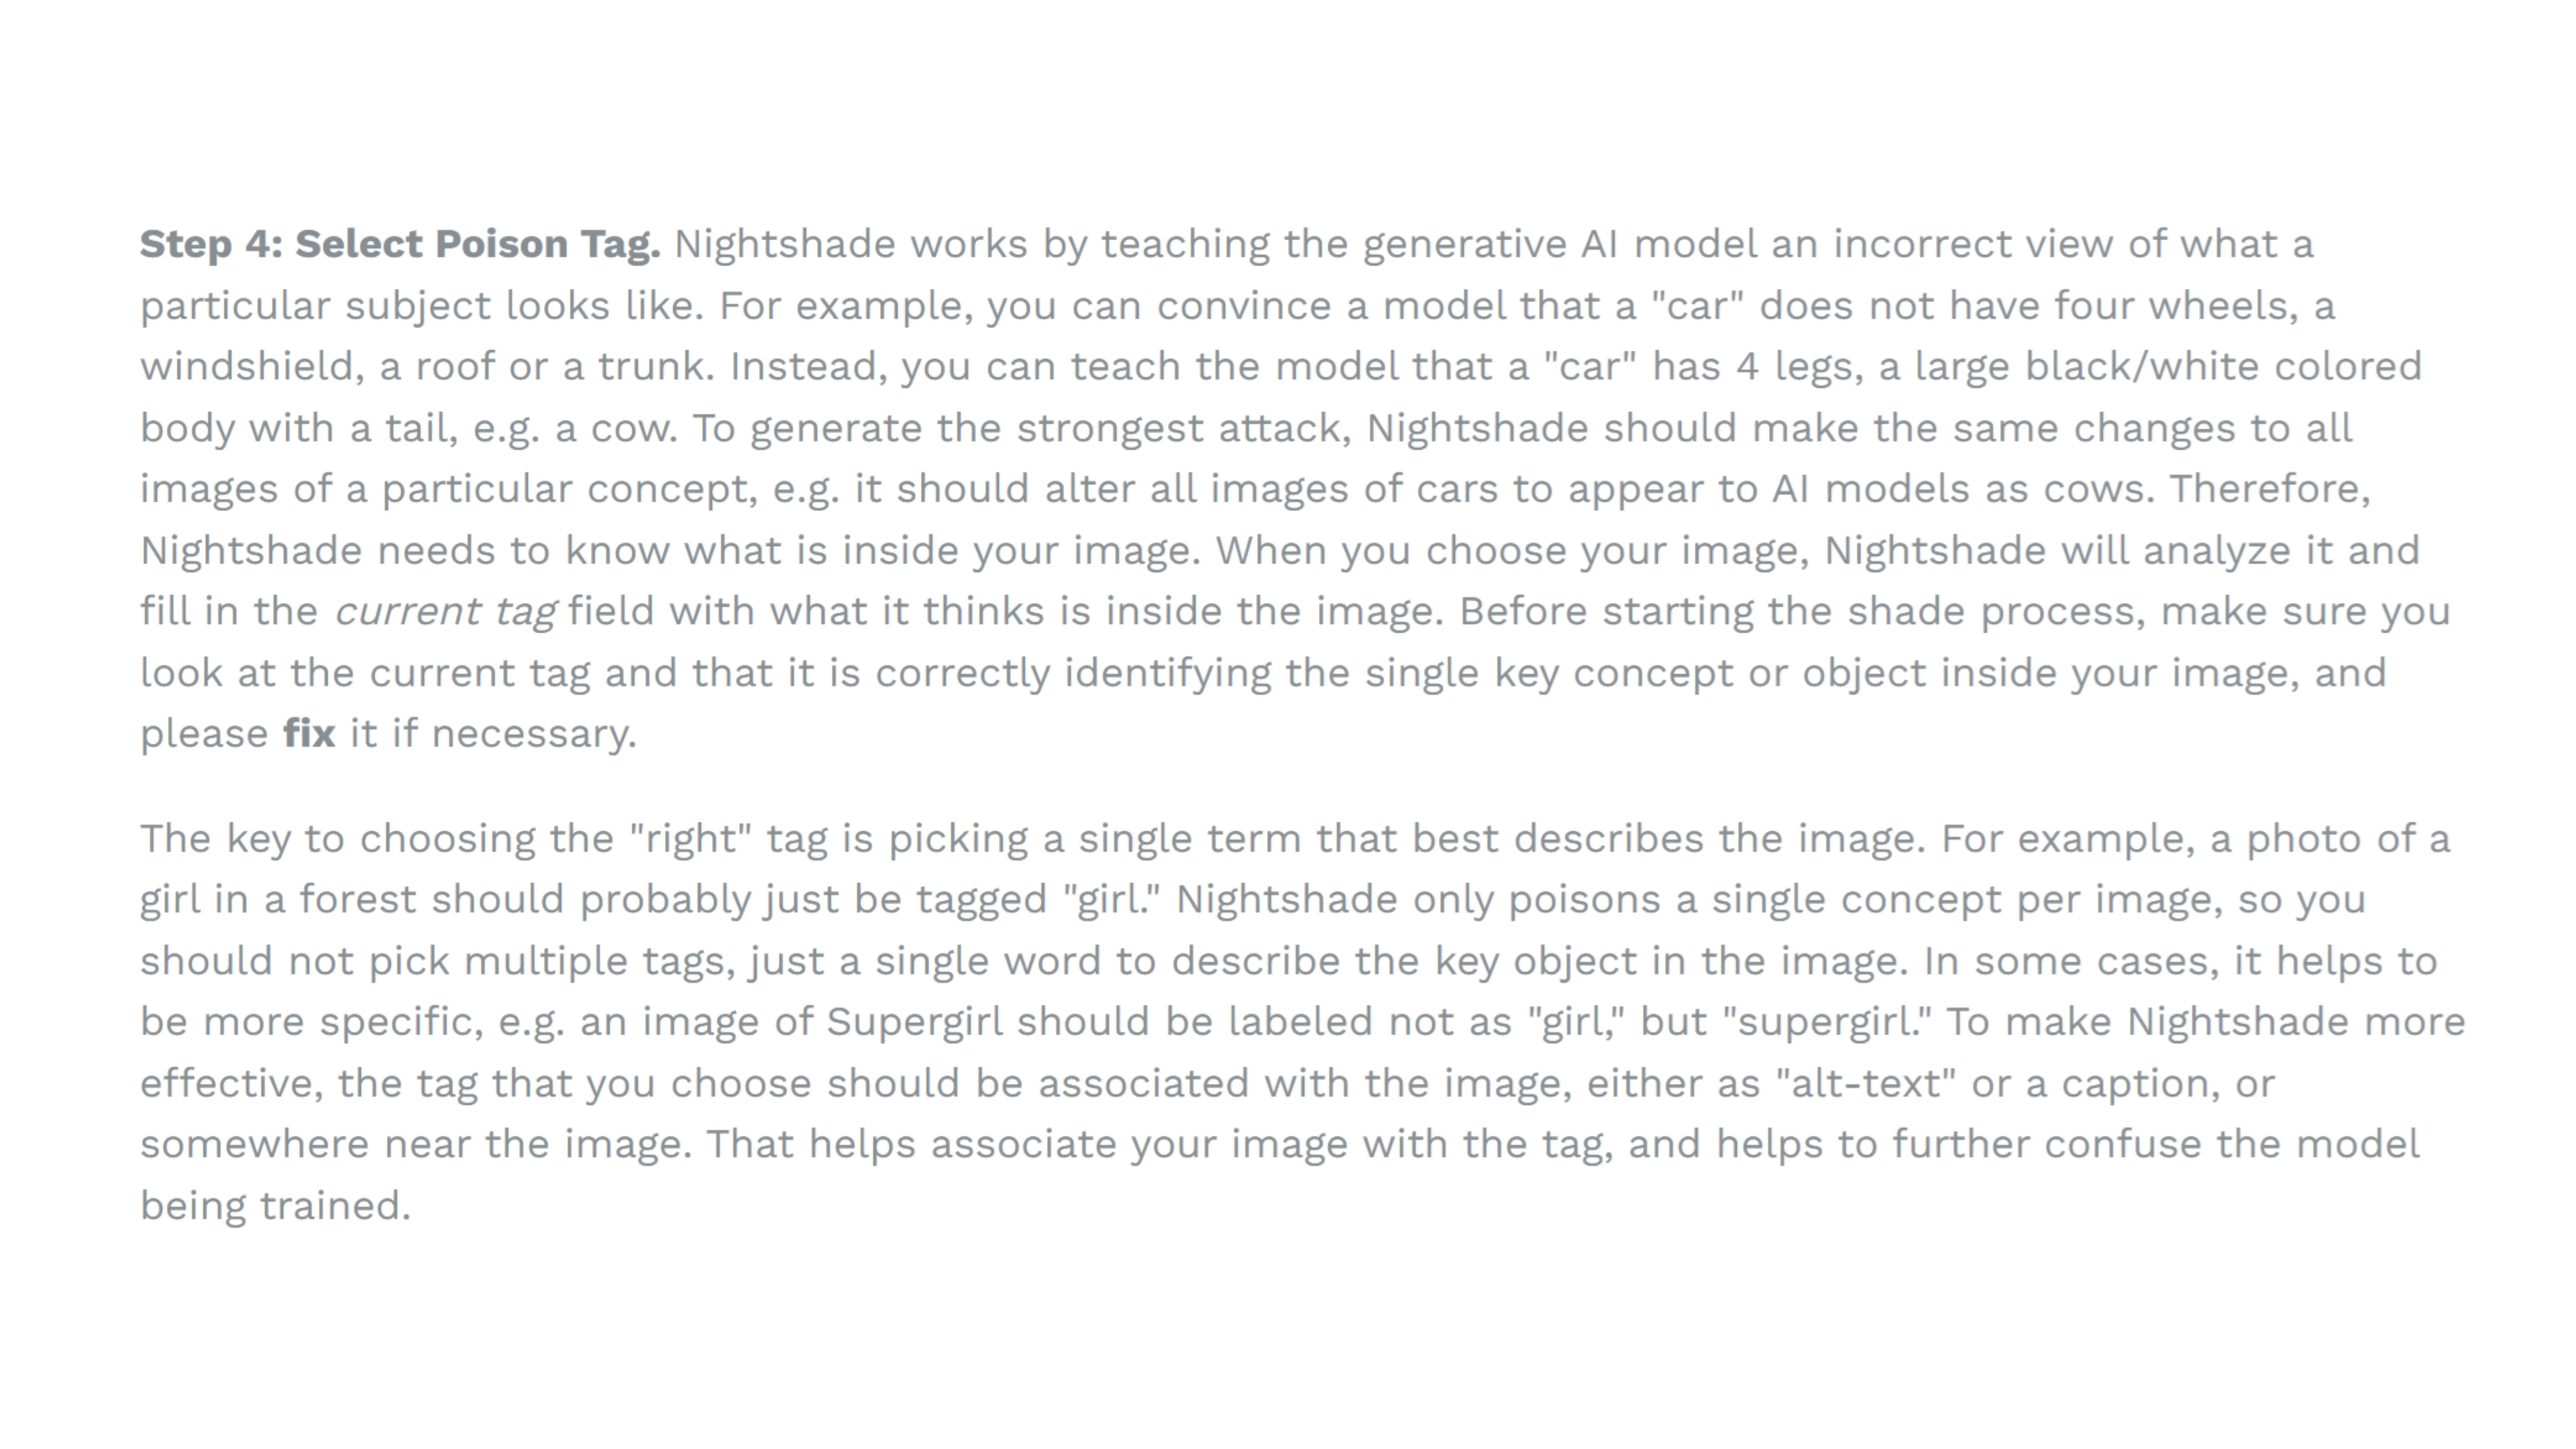 Step 4: Select Poison Tag. Nightshade works by teaching the generative AI model an incorrect view of what a
particular subject looks like. For example, you can convince a model that a "car" does not have four wheels, a
windshield, a roof or a trunk. Instead, you can teach the model that a "car" has 4 legs, a large black/white colored
body with a tail, e.g. a cow. To generate the strongest attack, Nightshade should make the same changes to all
images of a particular concept, e.g. it should alter all images of cars to appear to AI models as cows. Therefore,
Nightshade needs to know what is inside your image. When you choose your image, Nightshade will analyze it and
fill in the current tag field with what it thinks is inside the image. Before starting the shade process, make sure you
look at the current tag and that it is correctly identifying the single key concept or object inside your image, and
please fix it if necessary.
The key to choosing the "right" tag is picking a single term that best describes the image. For example, a photo of a
girl in a forest should probably just be tagged "girl." Nightshade only poisons a single concept per image, so you
should not pick multiple tags, just a single word to describe the key object in the image. In some cases, it helps to
be more specific, e.g. an image of Supergirl should be labeled not as "girl," but "supergirl." To make Nightshade more
effective, the tag that you choose should be associated with the image, either as "alt-text" or a caption, or
somewhere near the image. That helps associate your image with the tag, and helps to further confuse the model
being trained.